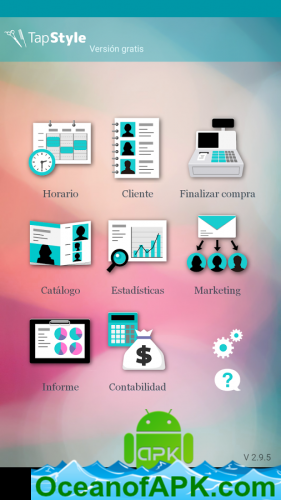 TapStyle
Versión gratis
Horario
Cliente
Finalizar compra
Catálogo
Estadísticas
Marketing
Informe
Contabilidad
$
?
APK
V 2.9.5
OceanofAPK.com